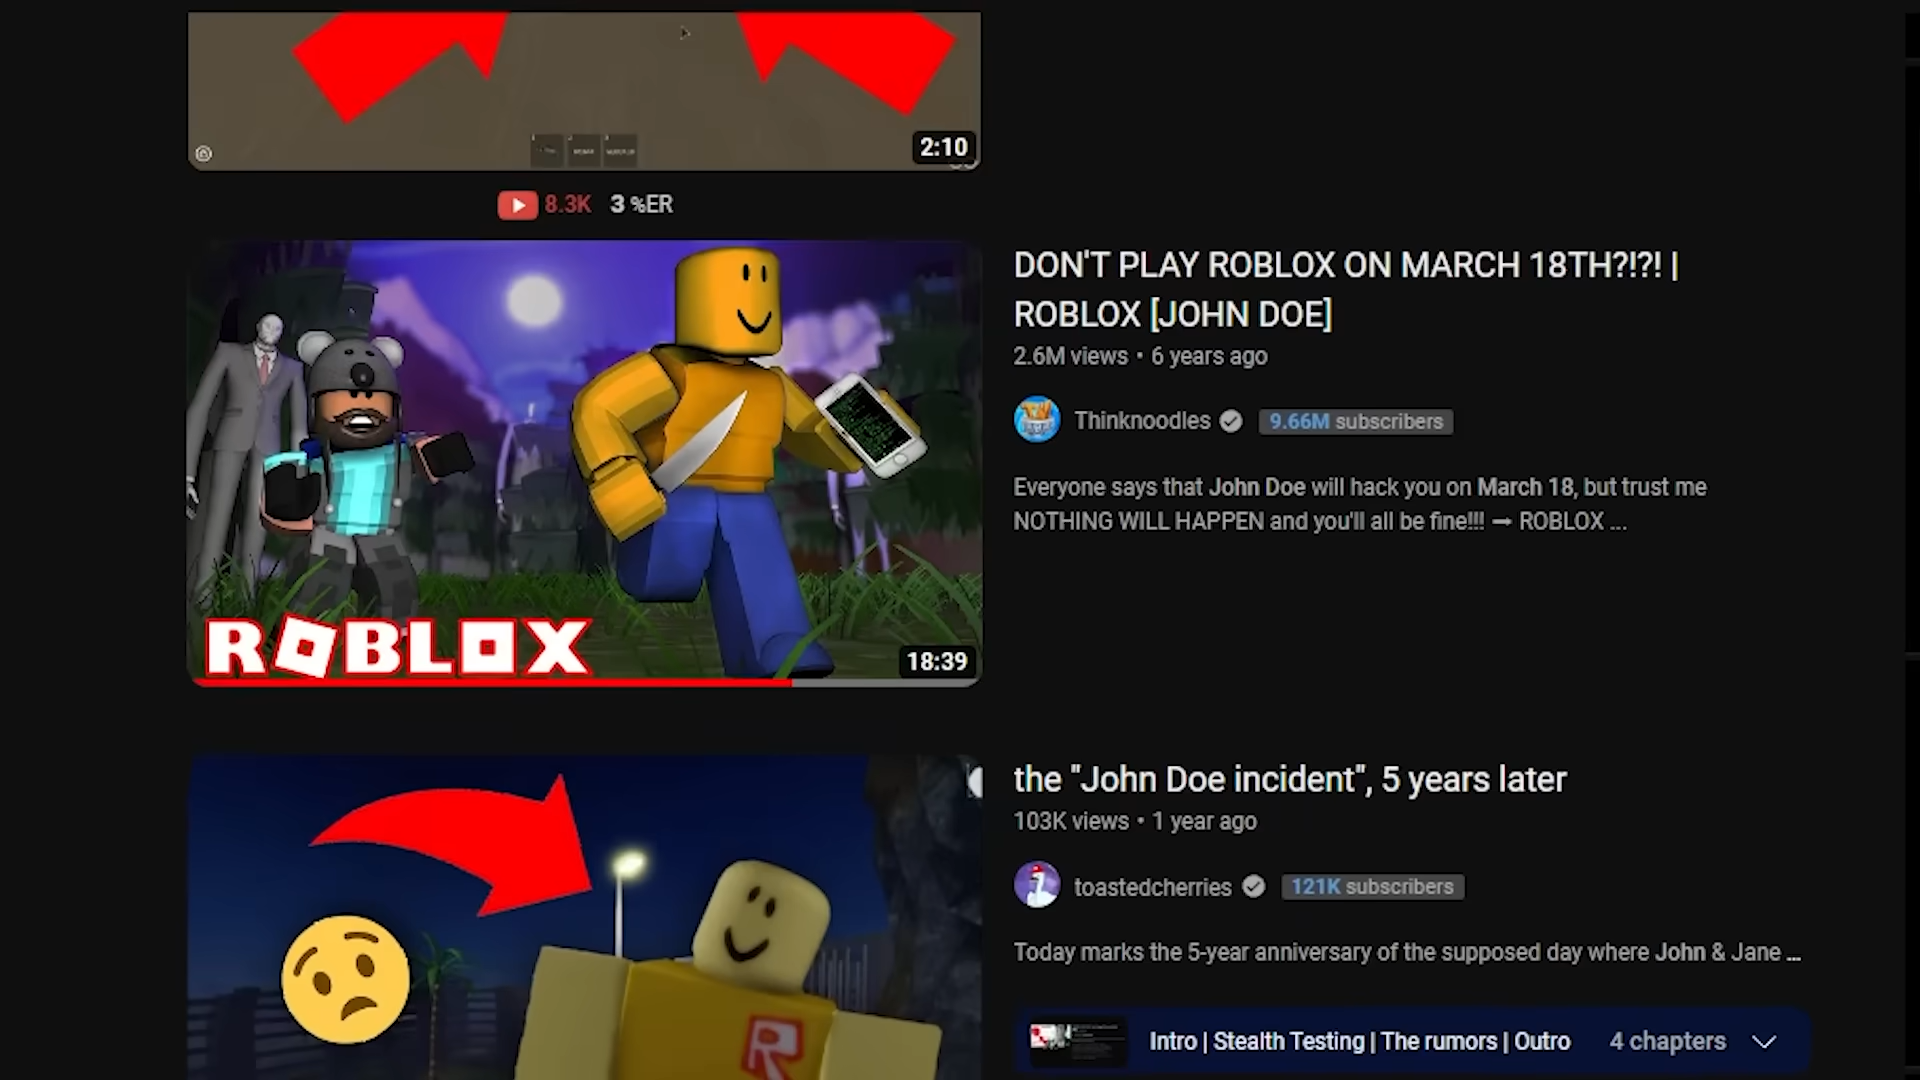 2:10
8.3K 3 %ER
DON'T PLAY ROBLOX ON MARCH 18TH?!?! |
ROBLOX [JOHN DOE]
2.6M views • 6 years ago
Thinknoodles 9.66M subscribers
Everyone says that John Doe will hack you on March 18, but trust me
NOTHING WILL HAPPEN and you'll all be fine!!! ➞ ROBLOX ...
ROBLOX
18:39
the "John Doe incident", 5 years later
103K views • 1 year ago
toastedcherries 121K subscribers
Today marks the 5-year anniversary of the supposed day where John & Jane ...
R
Intro | Stealth Testing | The rumors | Outro 4 chapters